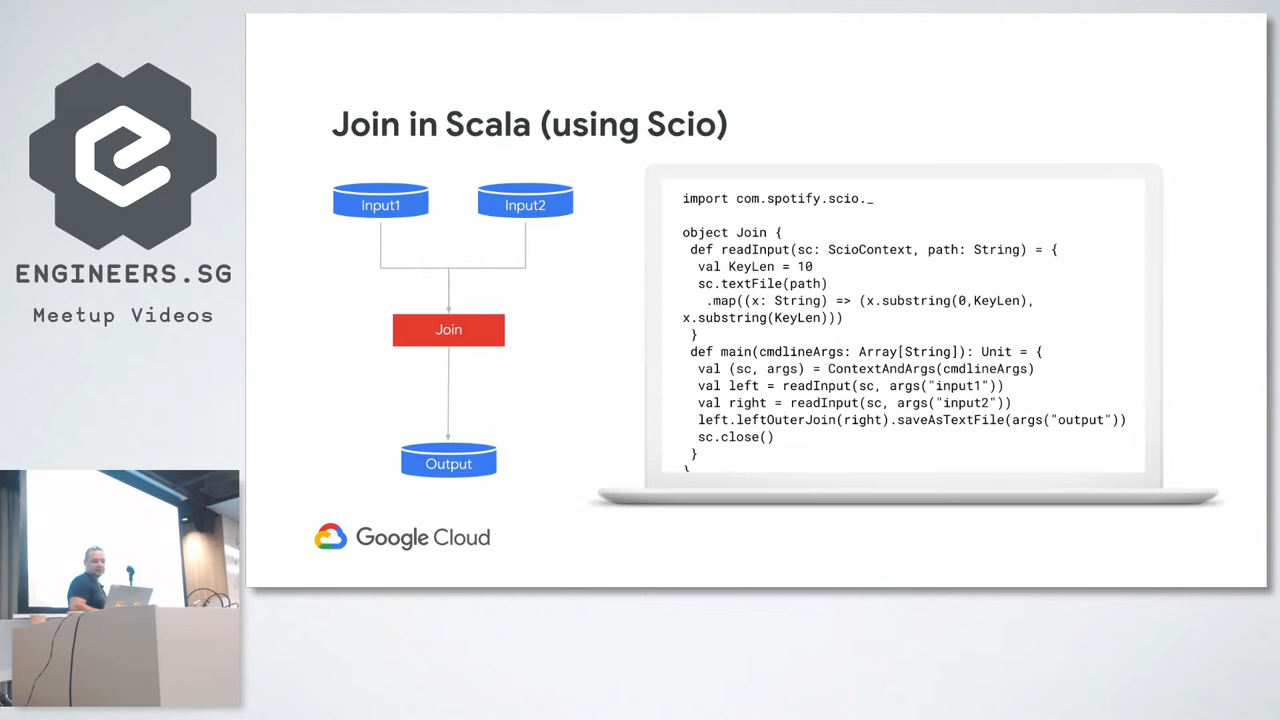 ENGINEERS.SG
Meetup Videos
Join in Scala (using Scio)
Input1
Input2
Join
Output
import com.spotify.scio._
object Join {
def readInput(sc: ScioContext, path: String) = {
val KeyLen = 10
sc.textFile(path)
.map((x: String) => (x.substring(0,KeyLen),
x.substring(KeyLen)))
}
def main(cmdlineArgs: Array[String]): Unit = {
val (sc, args) = ContextAndArgs(cmdlineArgs)
val left = readInput(sc, args("input1"))
val right = readInput(sc, args("input2"))
left.leftOuterJoin(right).saveAsTextFile(args("output"))
sc.close()
}
}
Google Cloud